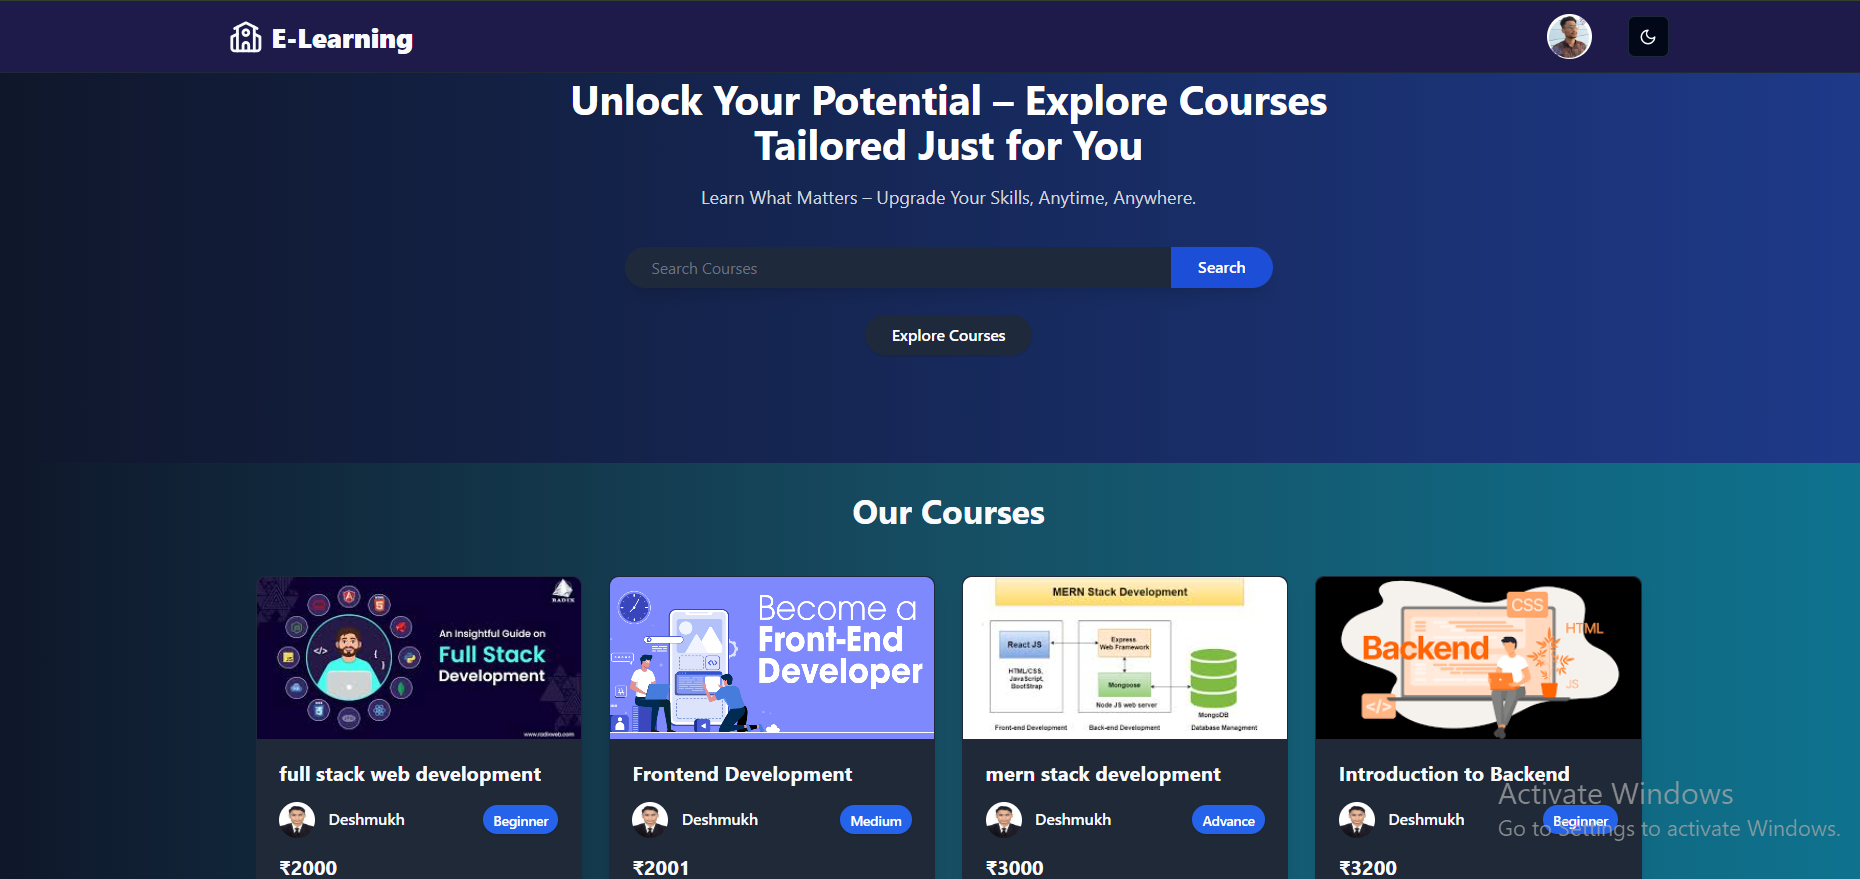 E-Learning
Unlock Your Potential – Explore Courses
Tailored Just for You
Learn What Matters – Upgrade Your Skills, Anytime, Anywhere.
Search Courses
Search
Explore Courses
Our Courses
RADIX
An Insightful Guide on
Full Stack
Development
</>
{ }
www.radixweb.com
full stack web development
Deshmukh
Beginner
₹2000
Become a
Front-End
Developer
Frontend Development
Deshmukh
Medium
₹2001
MERN Stack Development
React JS
HTML/CSS,
JavaScript,
BootStrap
Express
Web Framework
Mongoose
Node JS web server
MongoDB
Front-end Development
Back-end Development
Database Managment
mern stack development
Deshmukh
Advance
₹3000
CSS
HTML
Backend
JS
</>
Introduction to Backend
Deshmukh
Beginner
₹3200
Activate Windows
Go to Settings to activate Windows.